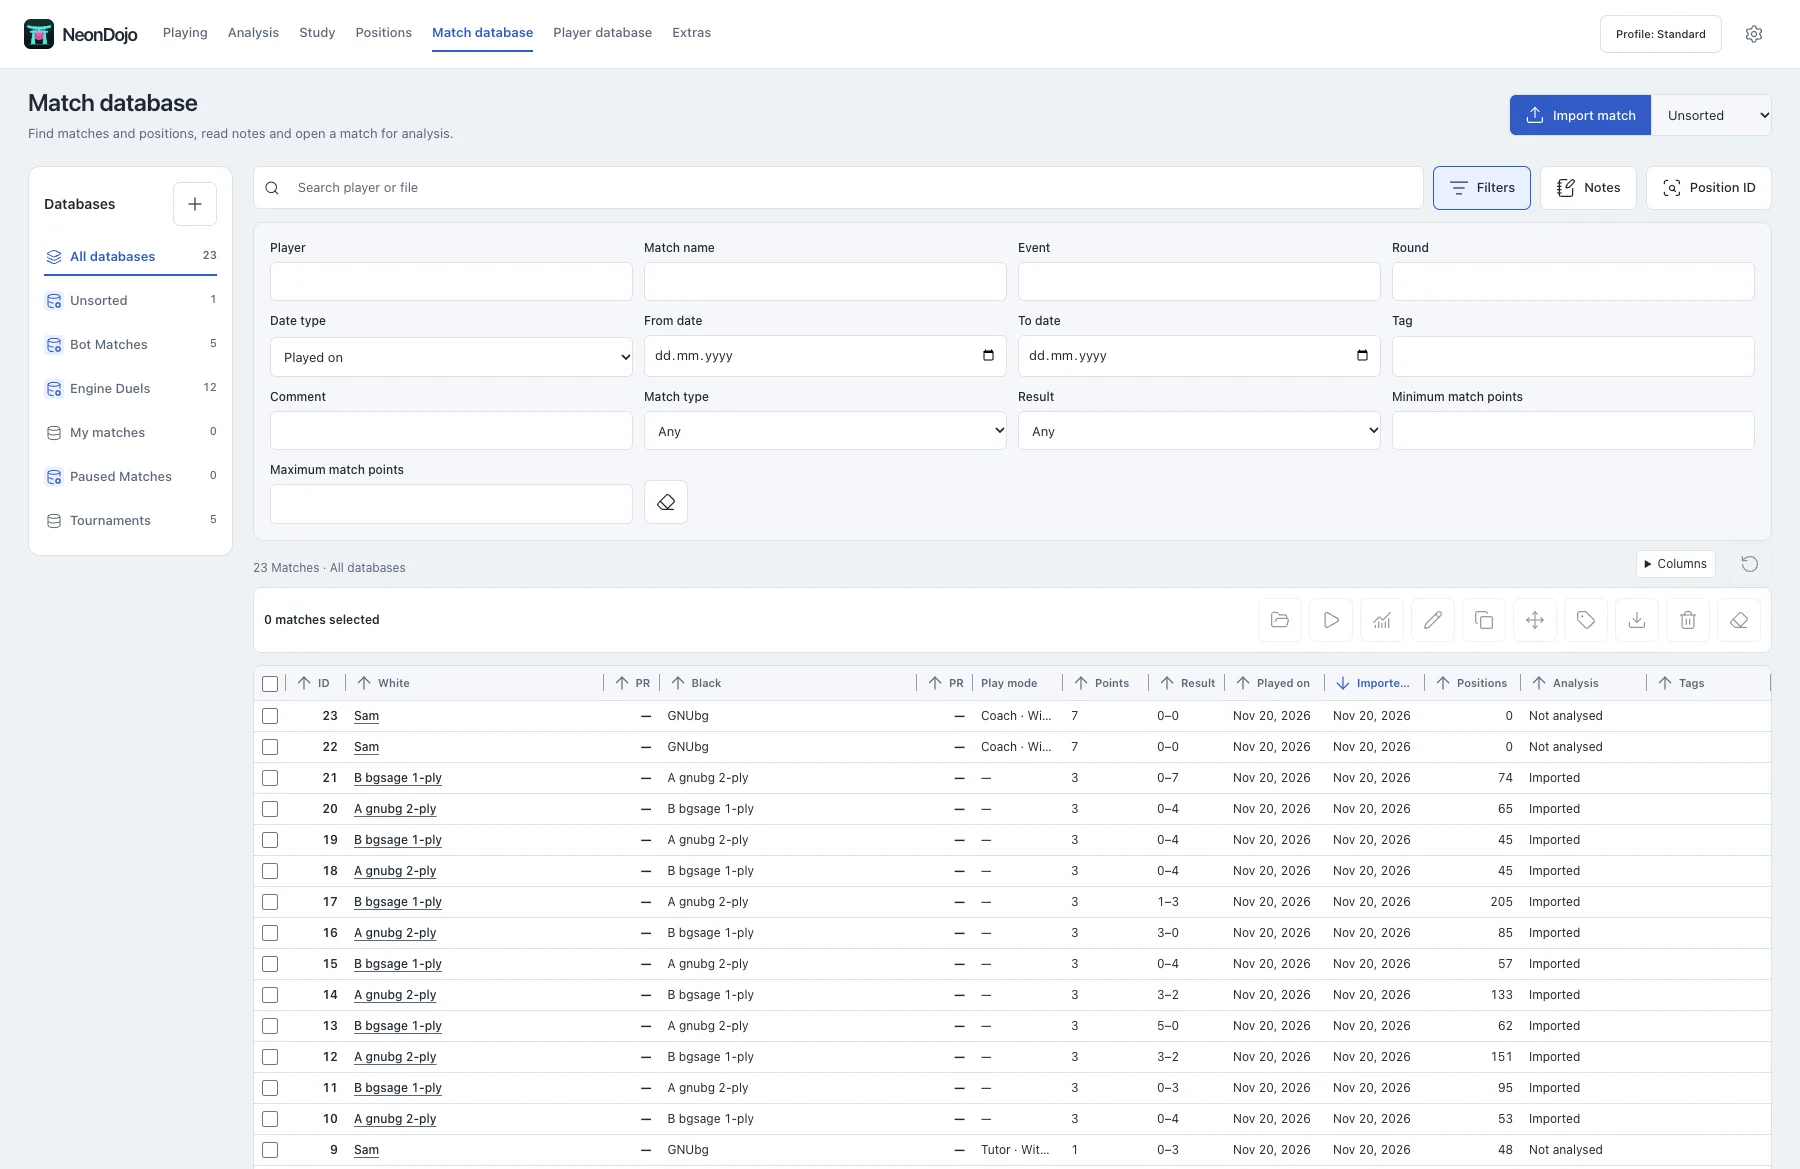 NeonDojo Playing Analysis Study Positions Match database Player database Extras Profile: Standard
Match database
Find matches and positions, read notes and open a match for analysis.
Import match Unsorted
Databases
All databases 23
Unsorted 1
Bot Matches 5
Engine Duels 12
My matches 0
Paused Matches 0
Tournaments 5
Search player or file Filters Notes Position ID
Player Match name Event Round
Date type From date To date Tag
Played on dd.mm.yyyy dd.mm.yyyy
Comment Match type Result Minimum match points
Any Any
Maximum match points
23 Matches · All databases Columns
0 matches selected
ID White PR Black PR Play mode Points Result Played on Importe... Positions Analysis Tags
23 Sam — GNUbg — Coach · Wi... 7 0–0 Nov 20, 2026 Nov 20, 2026 0 Not analysed
22 Sam — GNUbg — Coach · Wi... 7 0–0 Nov 20, 2026 Nov 20, 2026 0 Not analysed
21 B bgsage 1-ply — A gnubg 2-ply — — 3 0–7 Nov 20, 2026 Nov 20, 2026 74 Imported
20 A gnubg 2-ply — B bgsage 1-ply — — 3 0–4 Nov 20, 2026 Nov 20, 2026 65 Imported
19 B bgsage 1-ply — A gnubg 2-ply — — 3 0–4 Nov 20, 2026 Nov 20, 2026 45 Imported
18 A gnubg 2-ply — B bgsage 1-ply — — 3 0–4 Nov 20, 2026 Nov 20, 2026 45 Imported
17 B bgsage 1-ply — A gnubg 2-ply — — 3 1–3 Nov 20, 2026 Nov 20, 2026 205 Imported
16 A gnubg 2-ply — B bgsage 1-ply — — 3 3–0 Nov 20, 2026 Nov 20, 2026 85 Imported
15 B bgsage 1-ply — A gnubg 2-ply — — 3 0–4 Nov 20, 2026 Nov 20, 2026 57 Imported
14 A gnubg 2-ply — B bgsage 1-ply — — 3 3–2 Nov 20, 2026 Nov 20, 2026 133 Imported
13 B bgsage 1-ply — A gnubg 2-ply — — 3 5–0 Nov 20, 2026 Nov 20, 2026 62 Imported
12 A gnubg 2-ply — B bgsage 1-ply — — 3 3–2 Nov 20, 2026 Nov 20, 2026 151 Imported
11 B bgsage 1-ply — A gnubg 2-ply — — 3 0–3 Nov 20, 2026 Nov 20, 2026 95 Imported
10 A gnubg 2-ply — B bgsage 1-ply — — 3 0–4 Nov 20, 2026 Nov 20, 2026 53 Imported
9 Sam — GNUbg — Tutor · Wit... 1 0–3 Nov 20, 2026 Nov 20, 2026 48 Not analysed